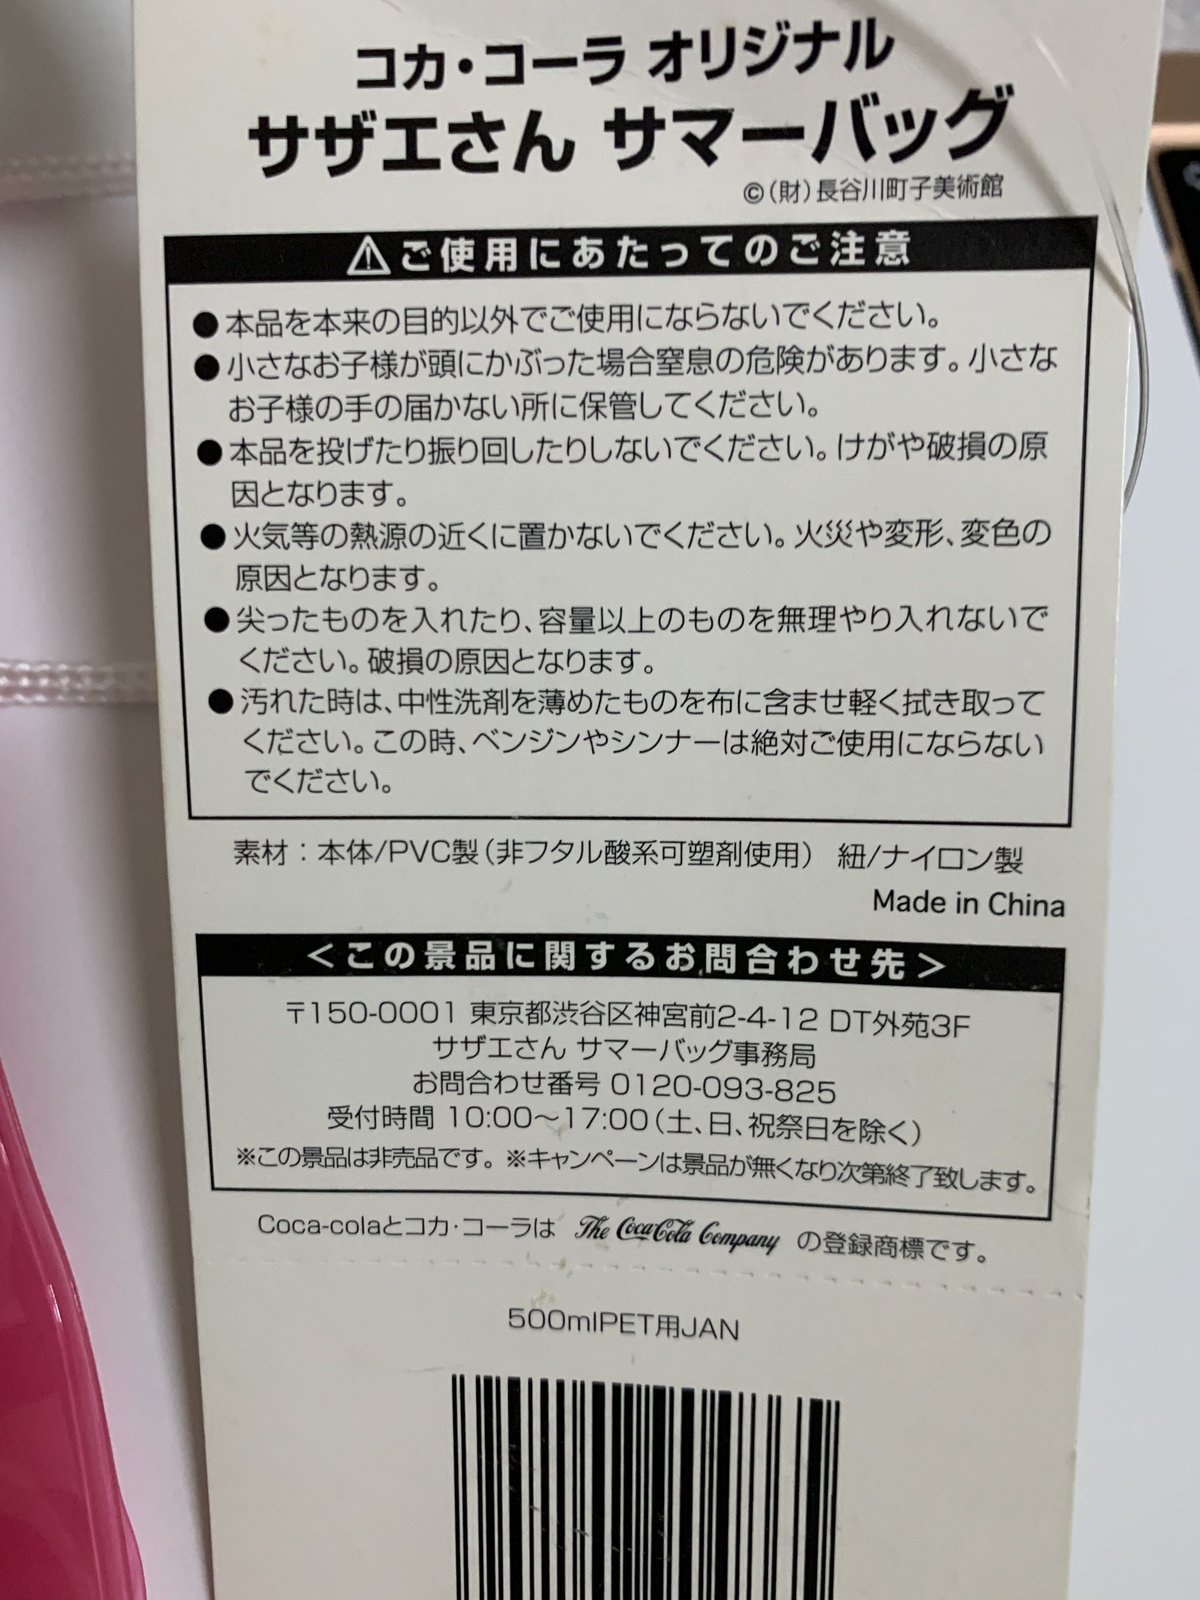 コカ・コーラ オリジナル
サザエさん サマーバッグ
©(財)長谷川町子美術館
⚠ご使用にあたってのご注意
●本品を本来の目的以外でご使用にならないでください。
●小さなお子様が頭にかぶった場合窒息の危険があります。小さな
お子様の手の届かない所に保管してください。
●本品を投げたり振り回したりしないでください。けがや破損の原
因となります。
●火気等の熱源の近くに置かないでください。火災や変形、変色の
原因となります。
●尖ったものを入れたり、容量以上のものを無理やり入れないで
ください。破損の原因となります。
●汚れた時は、中性洗剤を薄めたものを布に含ませ軽く拭き取って
ください。この時、ベンジンやシンナーは絶対ご使用にならない
でください。
素材:本体/PVC製(非フタル酸系可塑剤使用) 紐/ナイロン製
Made in China
<この景品に関するお問合わせ先>
〒150-0001 東京都渋谷区神宮前2-4-12 DT外苑3F
サザエさん サマーバッグ事務局
お問合わせ番号 0120-093-825
受付時間 10:00〜17:00(土、日、祝祭日を除く)
※この景品は非売品です。※キャンペーンは景品が無くなり次第終了致します。
Coca-colaとコカ・コーラは The Coca-Cola Company の登録商標です。
500mlPET用JAN